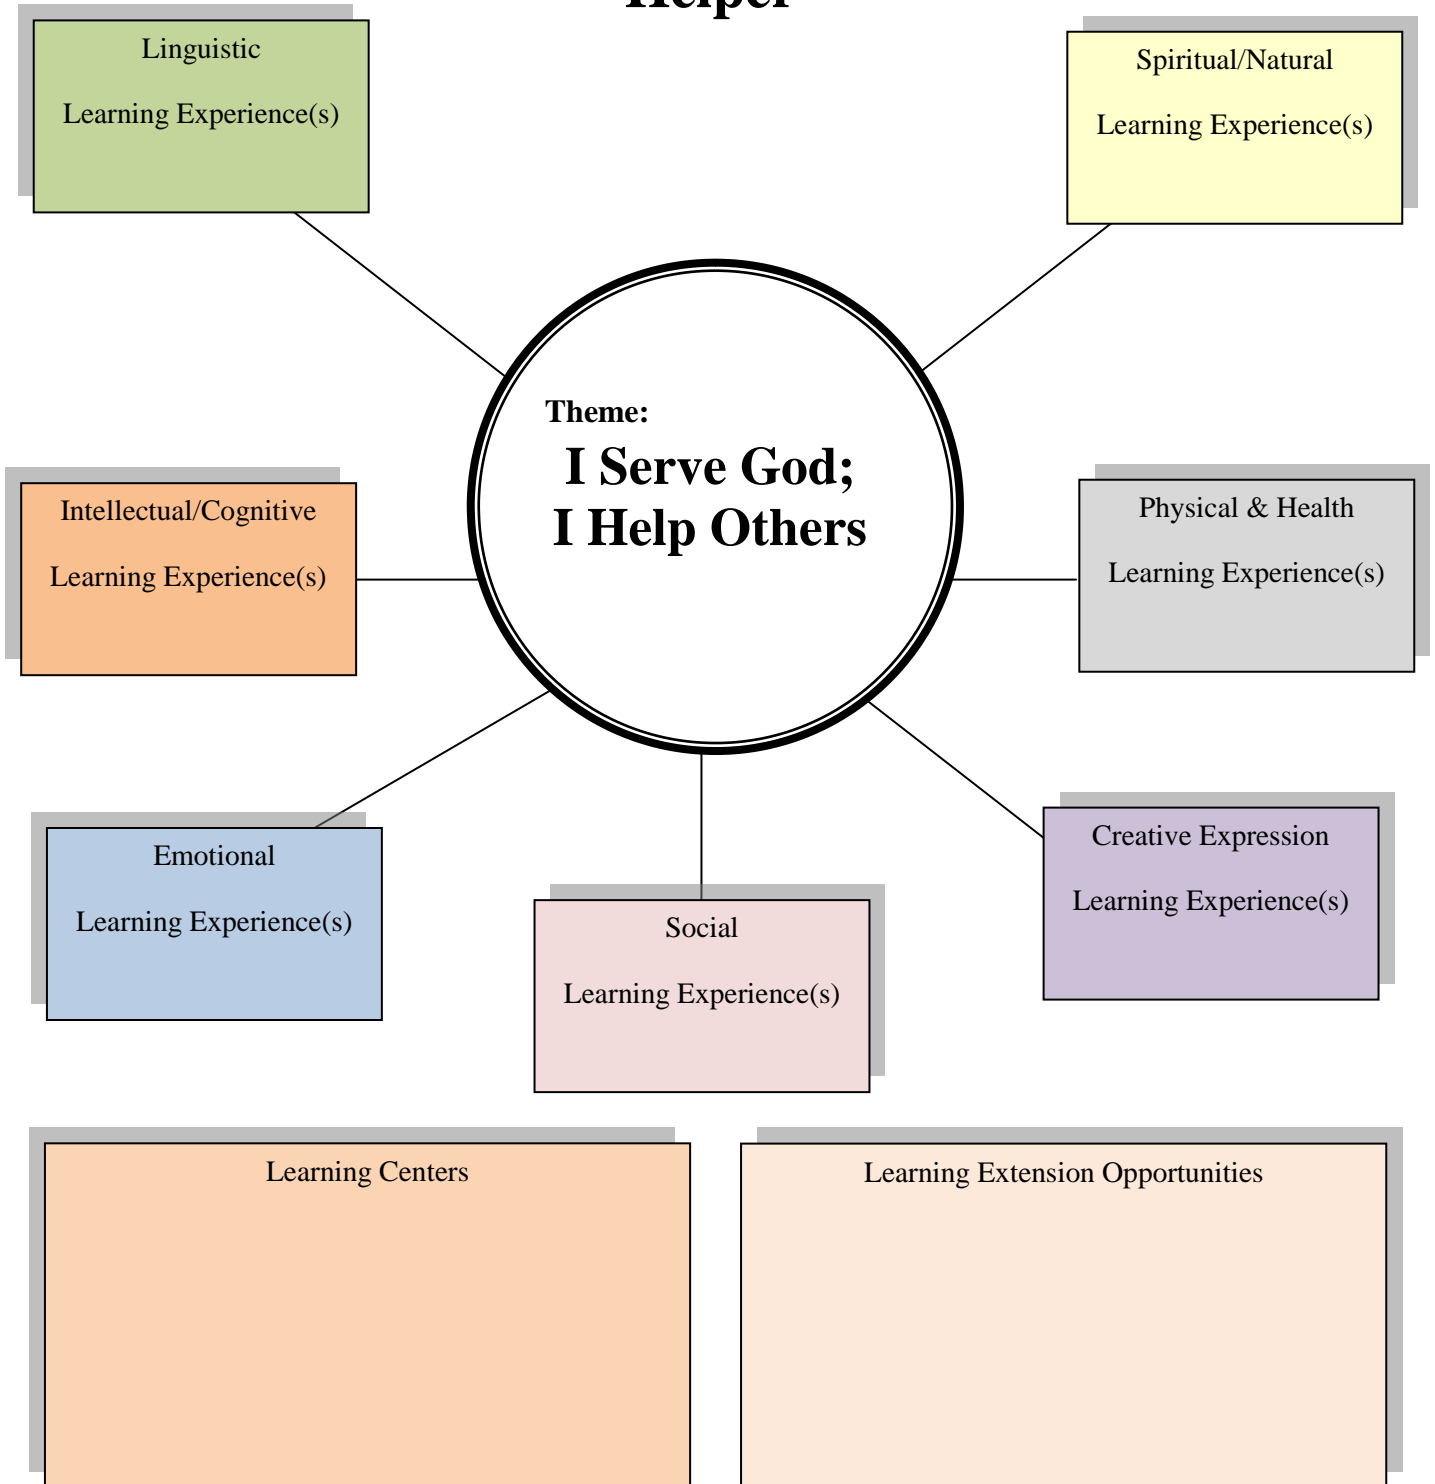 Helper
Linguistic
Learning Experience(s)
Spiritual/Natural
Learning Experience(s)
Theme:
I Serve God;
I Help Others
Intellectual/Cognitive
Learning Experience(s)
Physical & Health
Learning Experience(s)
Emotional
Learning Experience(s)
Social
Learning Experience(s)
Creative Expression
Learning Experience(s)
Learning Centers
Learning Extension Opportunities